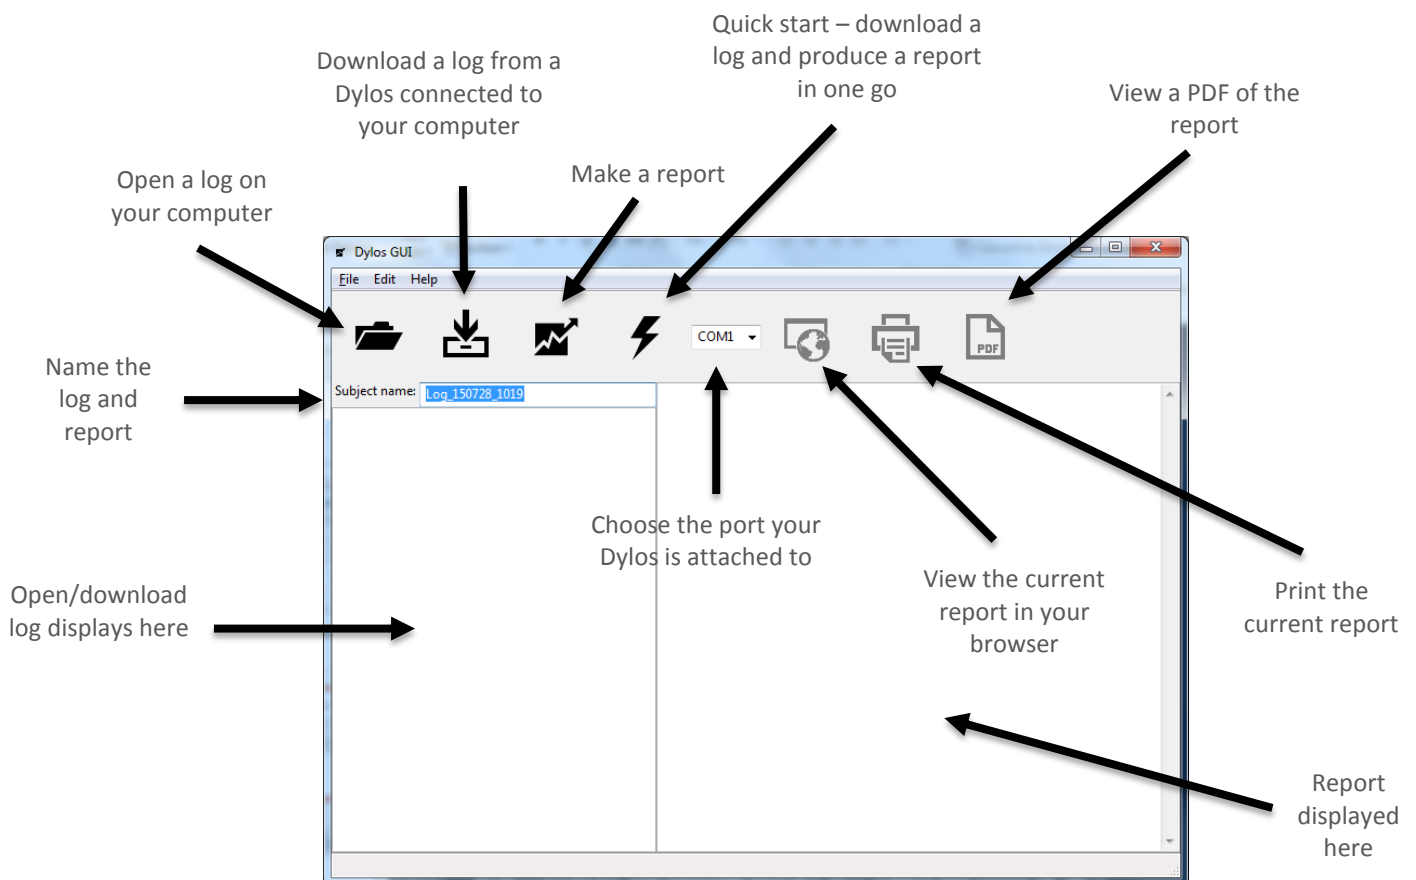 Quick start – download a
log and produce a report
in one go
Download a log from a
Dylos connected to
your computer
View a PDF of the
report
Make a report
Open a log on
your computer
Dylos GUI
File Edit Help
COM1
PDF
Name the
log and
report
Subject name: Log_150728_1019
Choose the port your
Dylos is attached to
View the current
report in your
browser
Print the
current report
Open/download
log displays here
Report
displayed
here